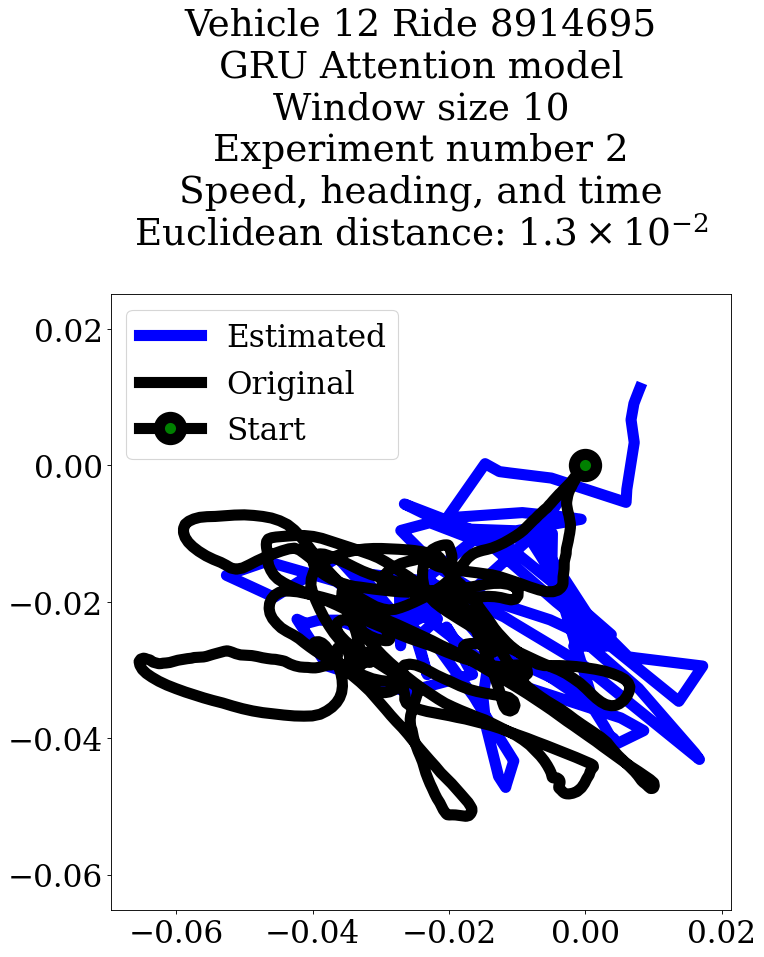 Vehicle 12 Ride 8914695
GRU Attention model
Window size 10
Experiment number 2
Speed, heading, and time
Euclidean distance: 1.3 × 10⁻²
Estimated
Original
Start
0.02
0.00
−0.02
−0.04
−0.06
−0.06 −0.04 −0.02 0.00 0.02